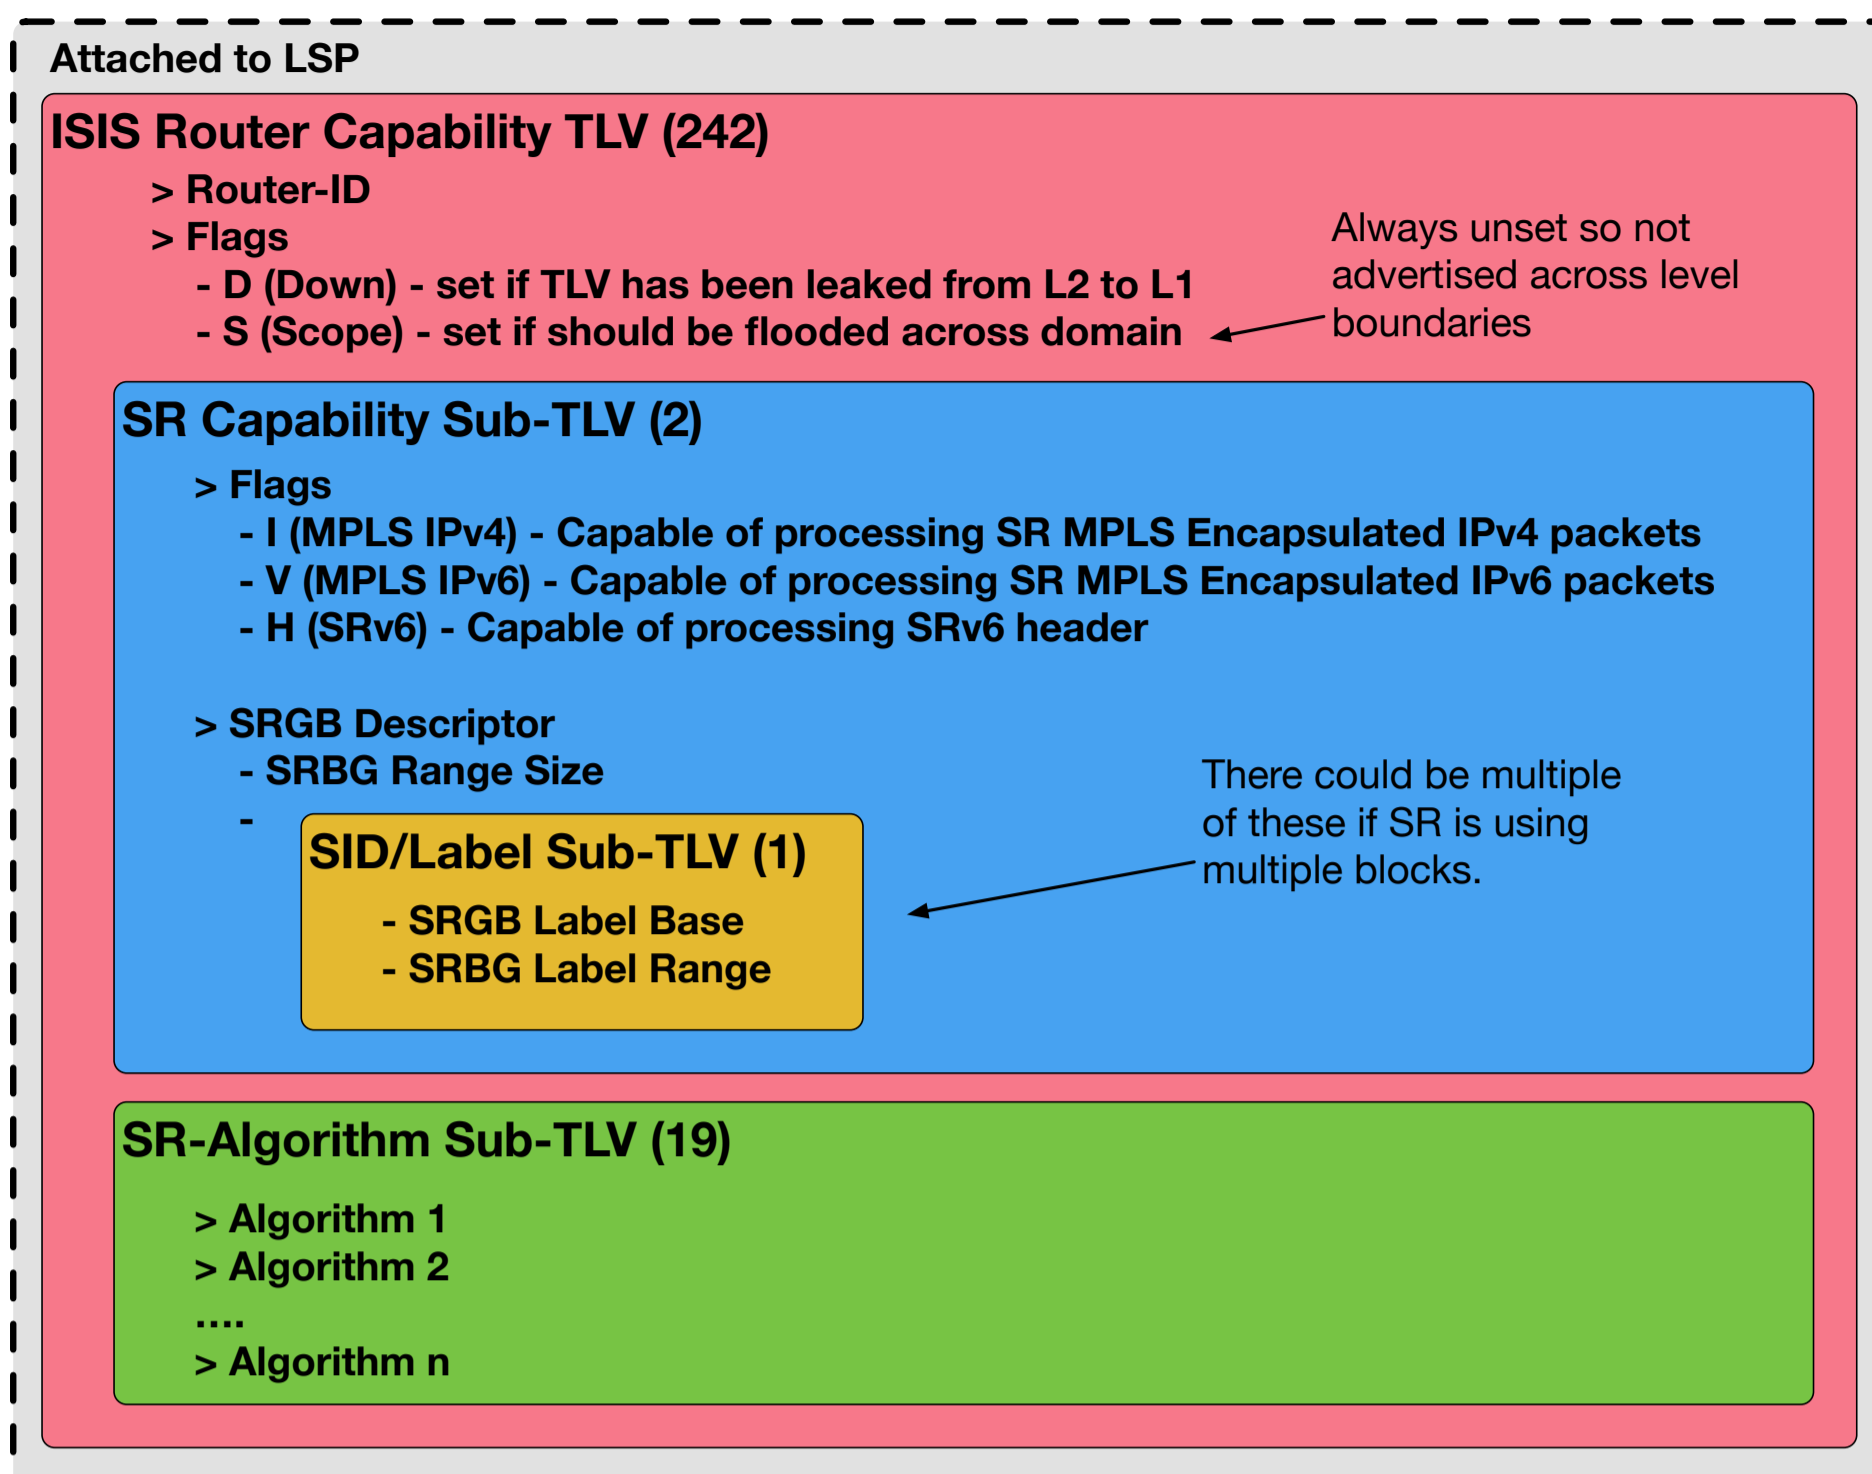 Attached to LSP
ISIS Router Capability TLV (242)
> Router-ID
> Flags
- D (Down) - set if TLV has been leaked from L2 to L1
- S (Scope) - set if should be flooded across domain
Always unset so not
advertised across level
boundaries
SR Capability Sub-TLV (2)
> Flags
- I (MPLS IPv4) - Capable of processing SR MPLS Encapsulated IPv4 packets
- V (MPLS IPv6) - Capable of processing SR MPLS Encapsulated IPv6 packets
- H (SRv6) - Capable of processing SRv6 header
> SRGB Descriptor
- SRBG Range Size
-
SID/Label Sub-TLV (1)
- SRGB Label Base
- SRBG Label Range
There could be multiple
of these if SR is using
multiple blocks.
SR-Algorithm Sub-TLV (19)
> Algorithm 1
> Algorithm 2
....
> Algorithm n